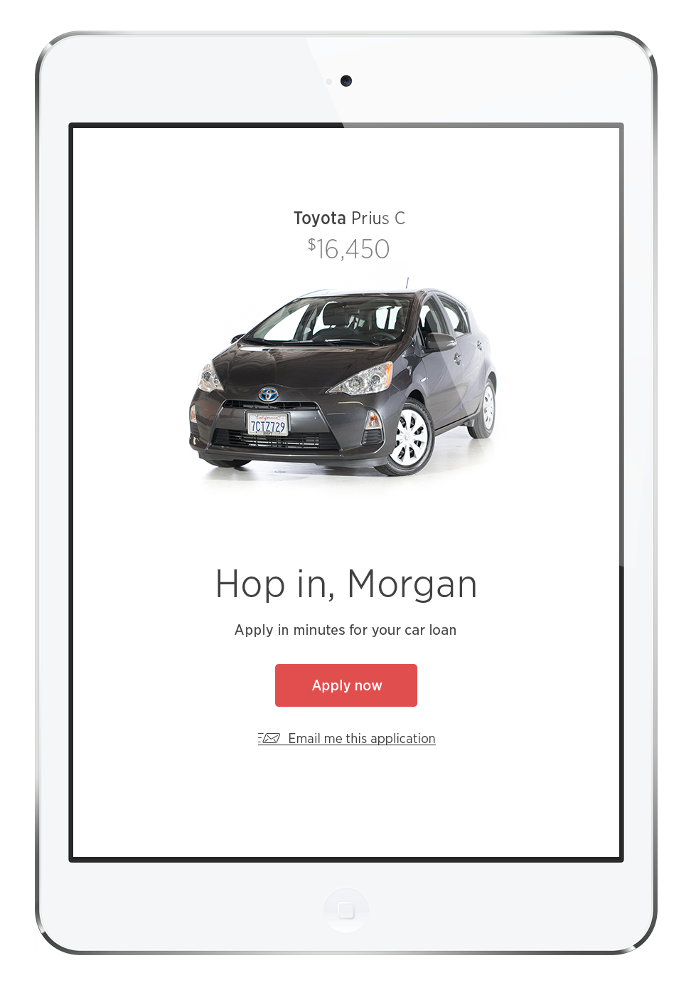 Toyota Prius C
$16,450
California
7CTZ729
Hop in, Morgan
Apply in minutes for your car loan
Apply now
Email me this application